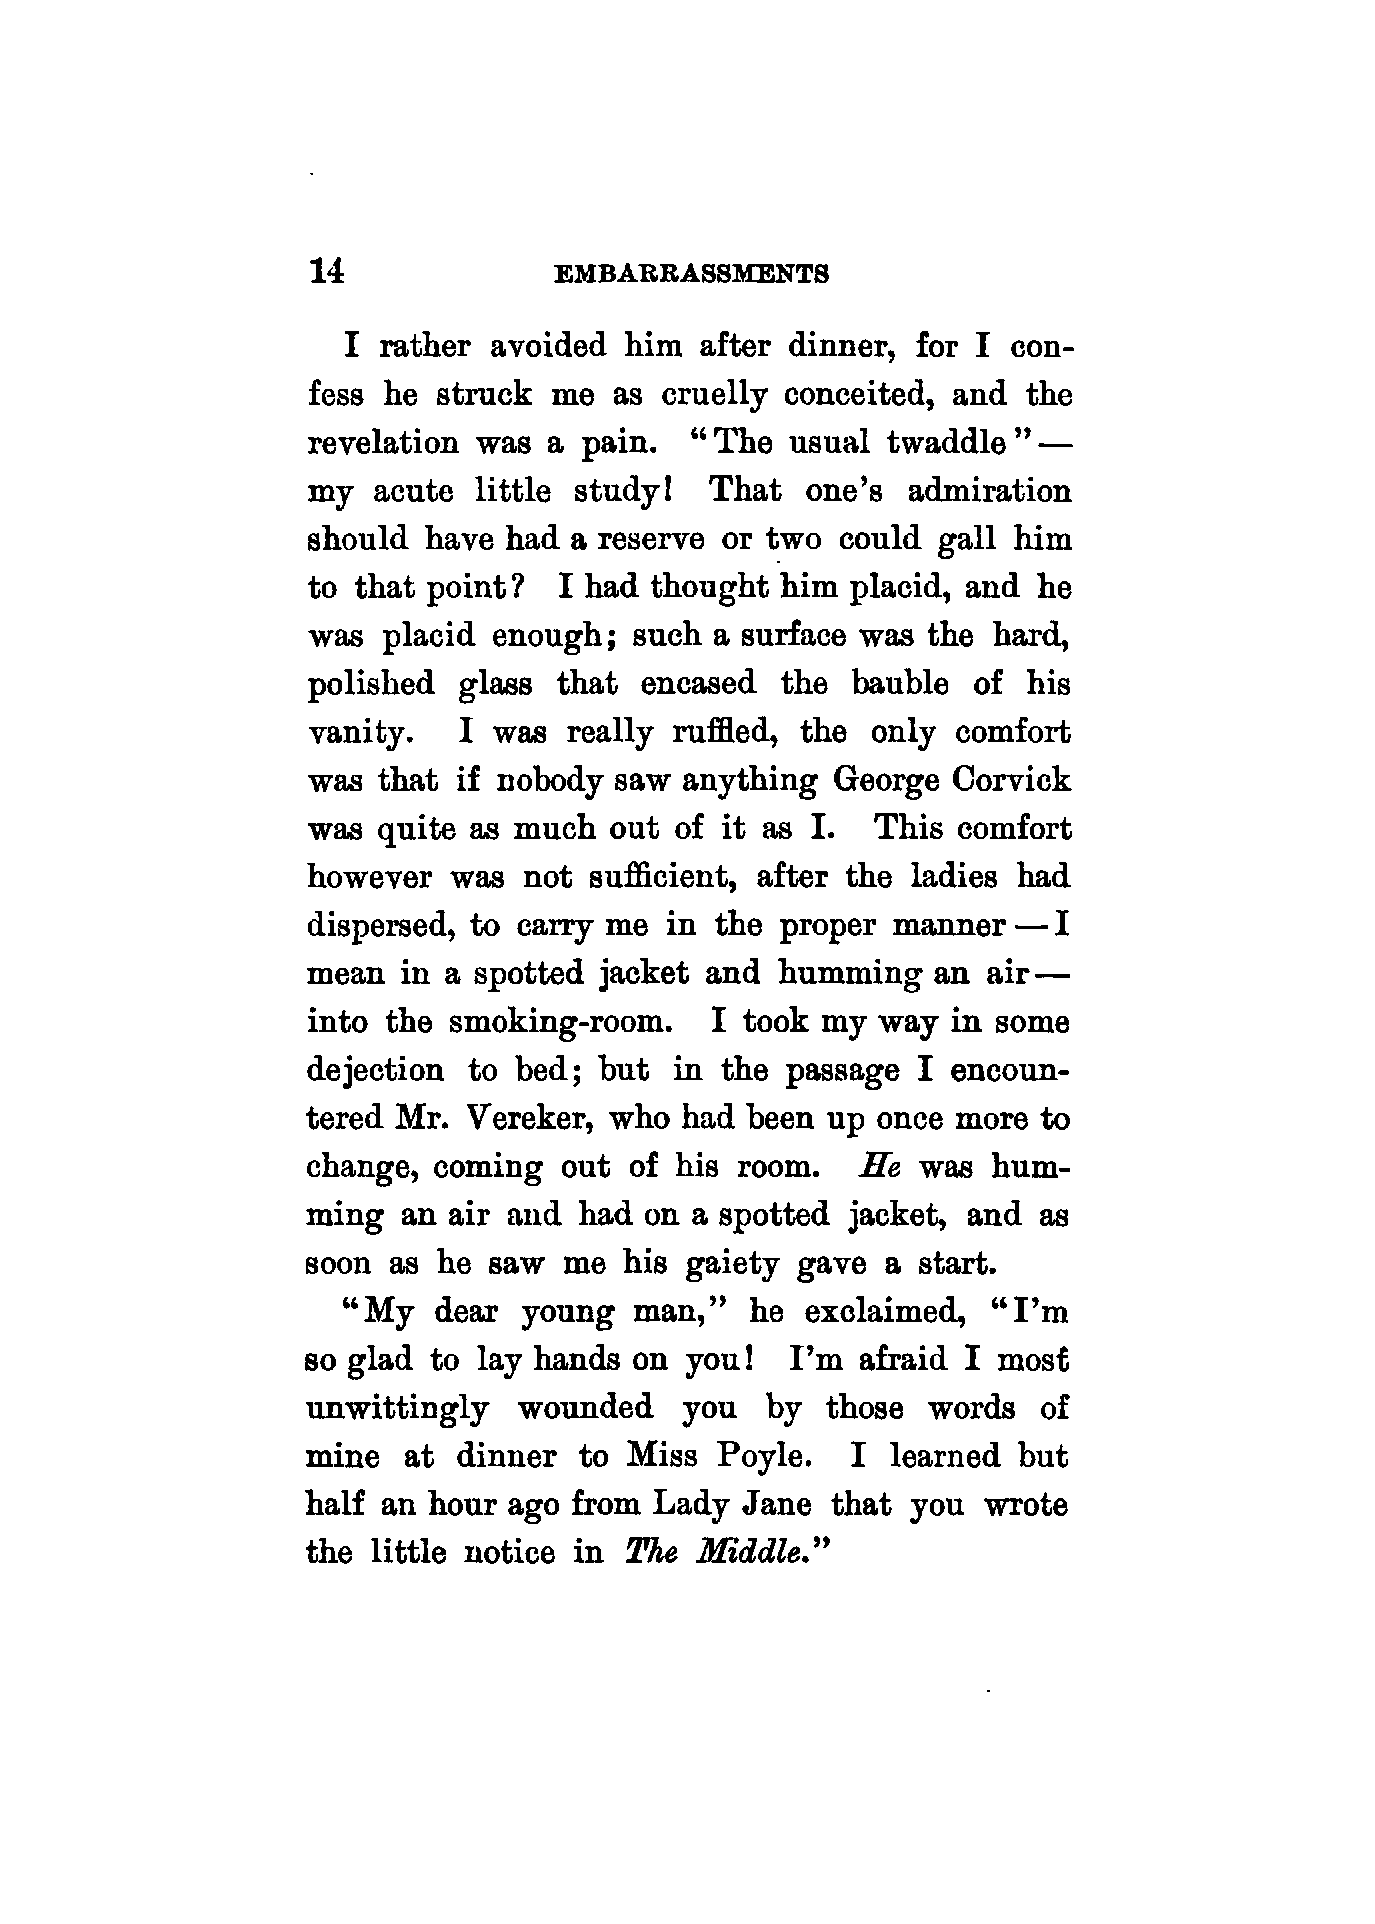 14 EMBARRASSMENTS
I rather avoided him after dinner, for I con-
fess he struck me as cruelly conceited, and the
revelation was a pain. “The usual twaddle”—
my acute little study! That one’s admiration
should have had a reserve or two could gall him
to that point? I had thought him placid, and he
was placid enough; such a surface was the hard,
polished glass that encased the bauble of his
vanity. I was really ruffled, the only comfort
was that if nobody saw anything George Corvick
was quite as much out of it as I. This comfort
however was not sufficient, after the ladies had
dispersed, to carry me in the proper manner — I
mean in a spotted jacket and humming an air—
into the smoking-room. I took my way in some
dejection to bed; but in the passage I encoun-
tered Mr. Vereker, who had been up once more to
change, coming out of his room. He was hum-
ming an air and had on a spotted jacket, and as
soon as he saw me his gaiety gave a start.
“My dear young man,” he exclaimed, “I’m
so glad to lay hands on you! I’m afraid I most
unwittingly wounded you by those words of
mine at dinner to Miss Poyle. I learned but
half an hour ago from Lady Jane that you wrote
the little notice in The Middle.”